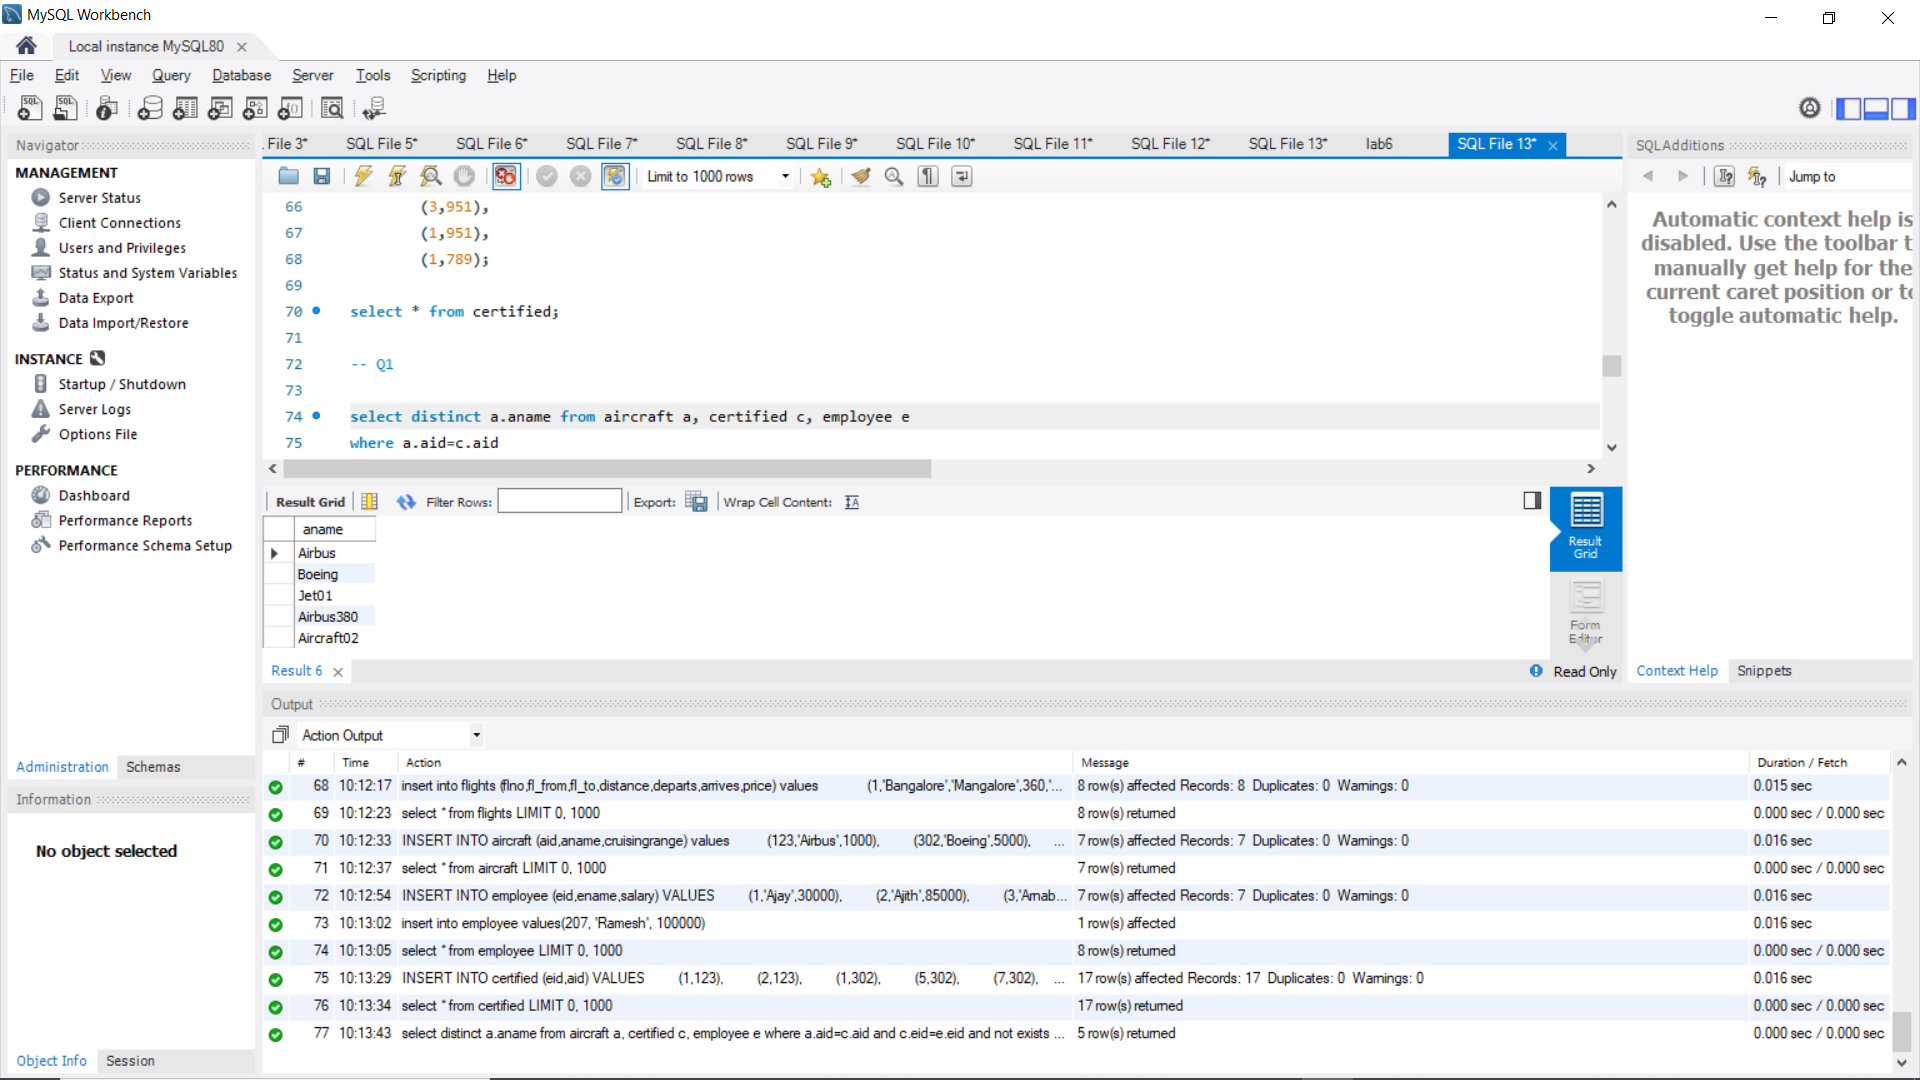 MySQL Workbench
Local instance MySQL80
File Edit View Query Database Server Tools Scripting Help
Navigator
MANAGEMENT
Server Status
Client Connections
Users and Privileges
Status and System Variables
Data Export
Data Import/Restore
INSTANCE
Startup / Shutdown
Server Logs
Options File
PERFORMANCE
Dashboard
Performance Reports
Performance Schema Setup
Administration Schemas
Information
No object selected
Object Info Session
File 3* SQL File 5* SQL File 6* SQL File 7* SQL File 8* SQL File 9* SQL File 10* SQL File 11* SQL File 12* SQL File 13* lab6 SQL File 13*
Limit to 1000 rows
66 (3,951),
67 (1,951),
68 (1,789);
69
70 select * from certified;
71
72 -- Q1
73
74 select distinct a.aname from aircraft a, certified c, employee e
75 where a.aid=c.aid
Result Grid Filter Rows: Export: Wrap Cell Content:
aname
Airbus
Boeing
Jet01
Airbus380
Aircraft02
Result Grid
Form Editor
Result 6 Read Only
SQLAdditions
Jump to
Automatic context help is
disabled. Use the toolbar t
manually get help for the
current caret position or to
toggle automatic help.
Context Help Snippets
Output
Action Output
# Time Action Message Duration / Fetch
68 10:12:17 insert into flights (flno,fl_from,fl_to,distance,departs,arrives,price) values (1,'Bangalore','Mangalore',360,'... 8 row(s) affected Records: 8 Duplicates: 0 Warnings: 0 0.015 sec
69 10:12:23 select * from flights LIMIT 0, 1000 8 row(s) returned 0.000 sec / 0.000 sec
70 10:12:33 INSERT INTO aircraft (aid,aname,cruisingrange) values (123,'Airbus',1000), (302,'Boeing',5000), ... 7 row(s) affected Records: 7 Duplicates: 0 Warnings: 0 0.016 sec
71 10:12:37 select * from aircraft LIMIT 0, 1000 7 row(s) returned 0.000 sec / 0.000 sec
72 10:12:54 INSERT INTO employee (eid,ename,salary) VALUES (1,'Ajay',30000), (2,'Ajith',85000), (3,'Arnab... 7 row(s) affected Records: 7 Duplicates: 0 Warnings: 0 0.016 sec
73 10:13:02 insert into employee values(207, 'Ramesh', 100000) 1 row(s) affected 0.016 sec
74 10:13:05 select * from employee LIMIT 0, 1000 8 row(s) returned 0.000 sec / 0.000 sec
75 10:13:29 INSERT INTO certified (eid,aid) VALUES (1,123), (2,123), (1,302), (5,302), (7,302), ... 17 row(s) affected Records: 17 Duplicates: 0 Warnings: 0 0.016 sec
76 10:13:34 select * from certified LIMIT 0, 1000 17 row(s) returned 0.000 sec / 0.000 sec
77 10:13:43 select distinct a.aname from aircraft a, certified c, employee e where a.aid=c.aid and c.eid=e.eid and not exists ... 5 row(s) returned 0.000 sec / 0.000 sec